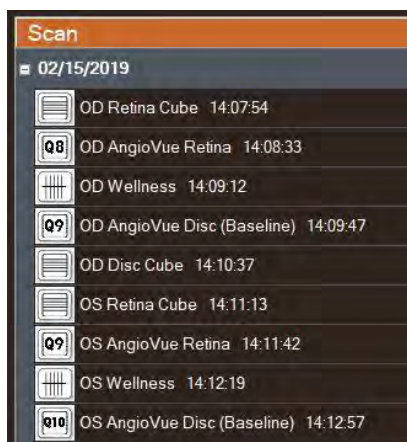 Scan
02/15/2019
OD Retina Cube 14:07:54
Q8 OD AngioVue Retina 14:08:33
OD Wellness 14:09:12
Q9 OD AngioVue Disc (Baseline) 14:09:47
OD Disc Cube 14:10:37
OS Retina Cube 14:11:13
Q9 OS AngioVue Retina 14:11:42
OS Wellness 14:12:19
Q10 OS AngioVue Disc (Baseline) 14:12:57